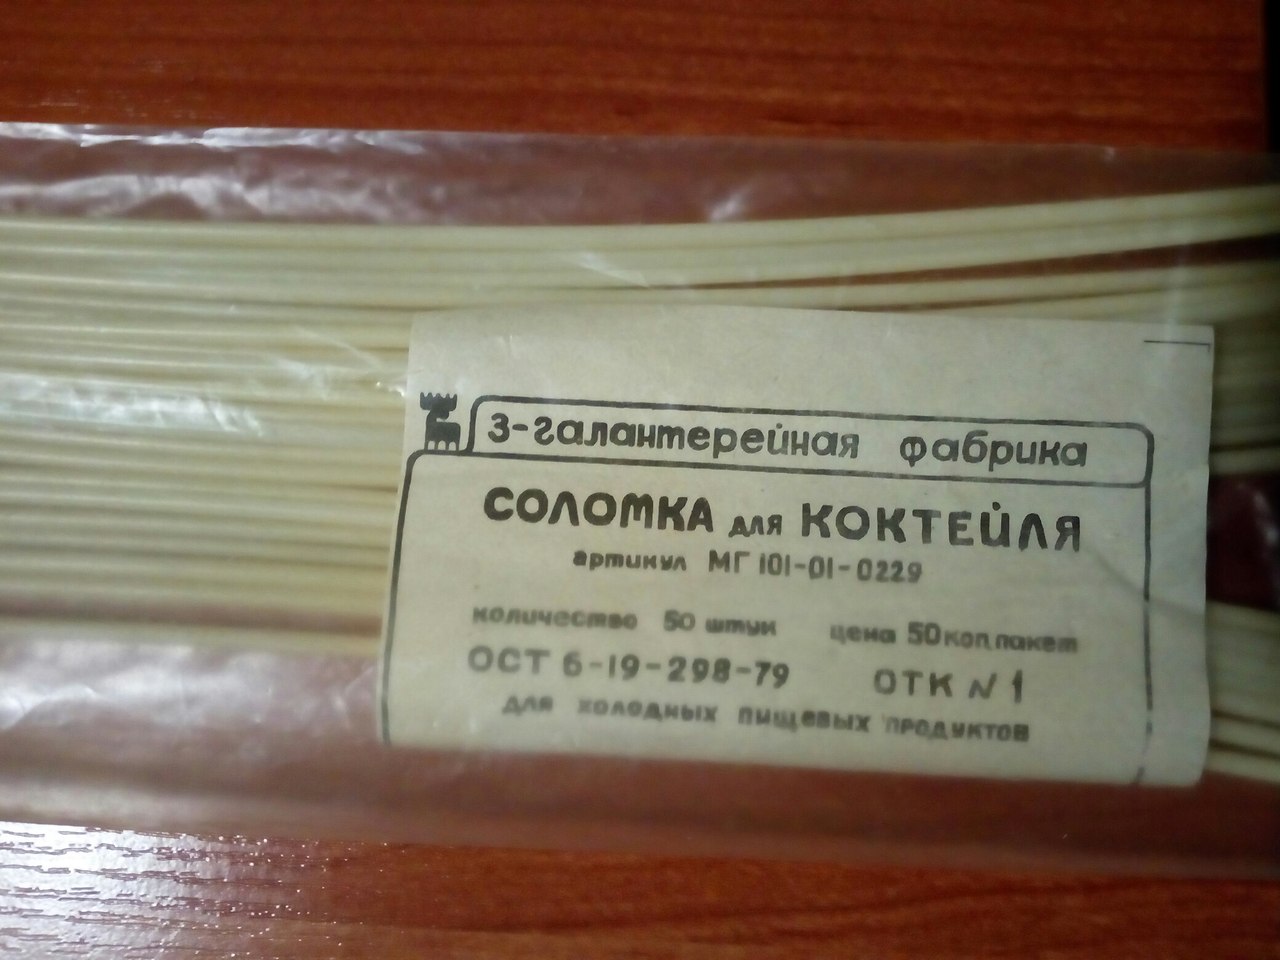 3-галантерейная фабрика
СОЛОМКА для КОКТЕЙЛЯ
артикул МГ 101-01-0229
количество 50 штук цена 50 коп. пакет
ОСТ 6-19-298-79 ОТК N 1
для холодных пищевых продуктов